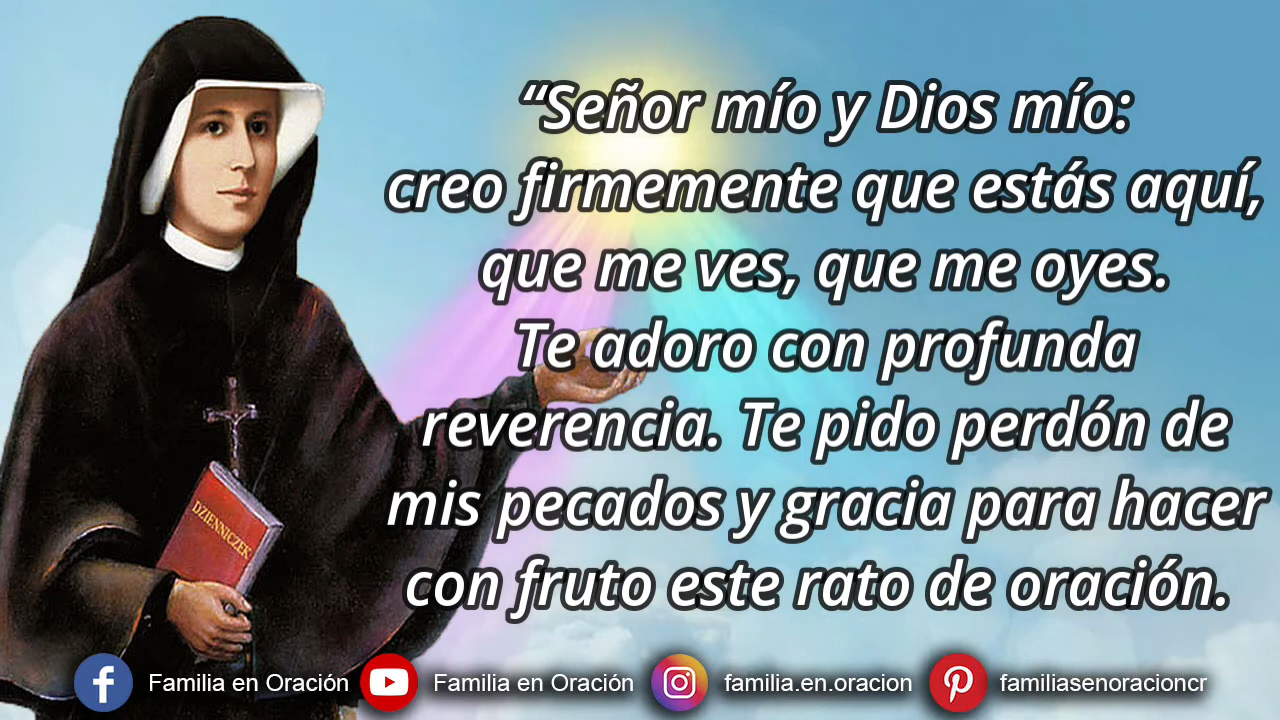 “Señor mío y Dios mío:
creo firmemente que estás aquí,
que me ves, que me oyes.
Te adoro con profunda
reverencia. Te pido perdón de
mis pecados y gracia para hacer
con fruto este rato de oración.
DZIENNICZEK
Familia en Oración
Familia en Oración
familia.en.oracion
familiasenoracioncr